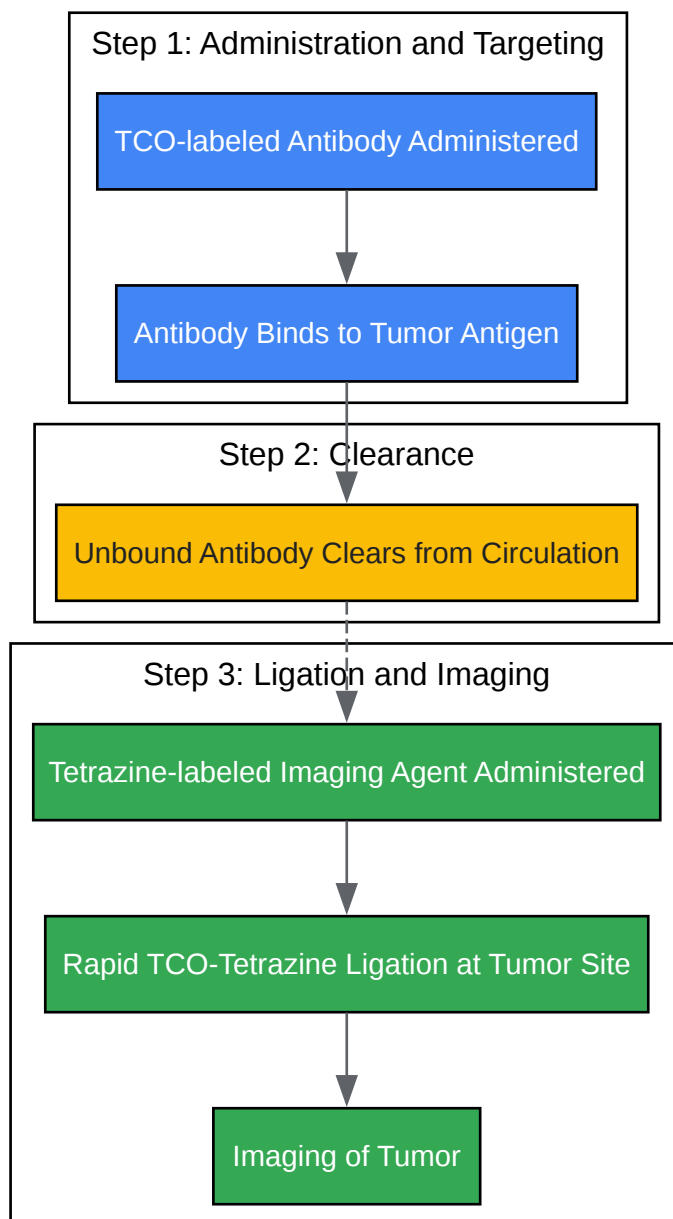 Step 1: Administration and Targeting
TCO-labeled Antibody Administered
Antibody Binds to Tumor Antigen
Step 2: Clearance
Unbound Antibody Clears from Circulation
Step 3: Ligation and Imaging
Tetrazine-labeled Imaging Agent Administered
Rapid TCO-Tetrazine Ligation at Tumor Site
Imaging of Tumor